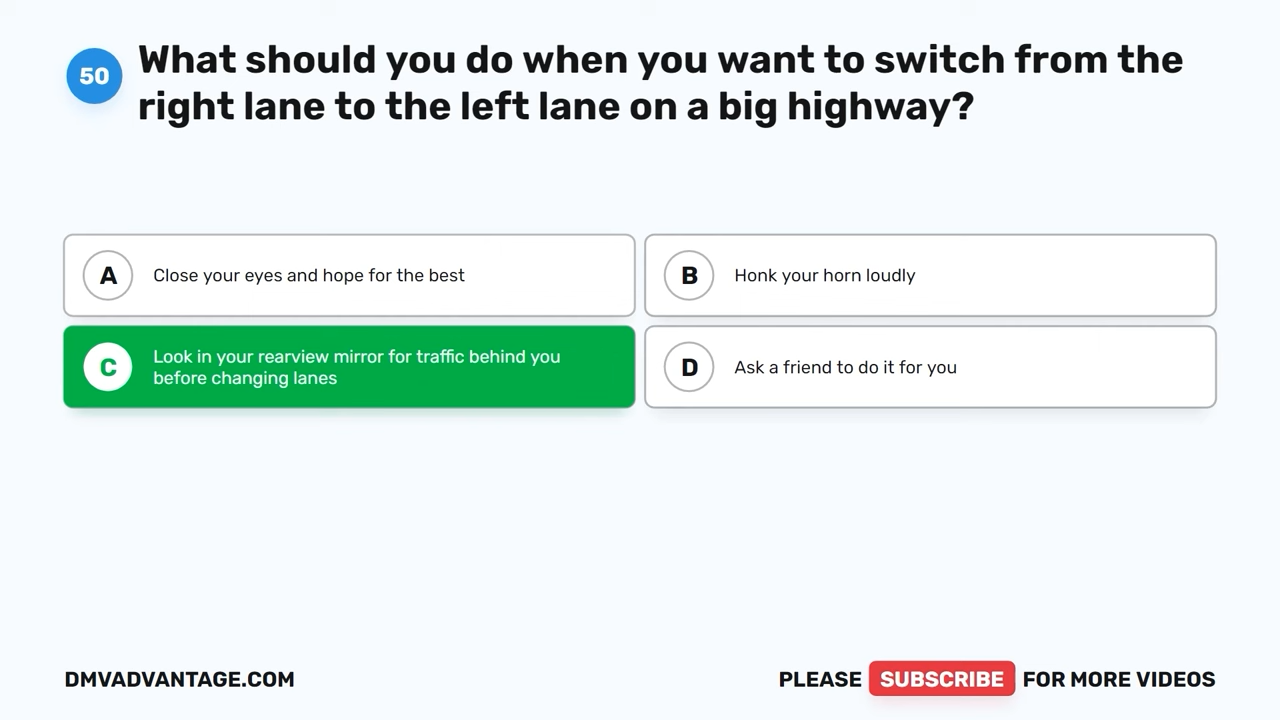 50
What should you do when you want to switch from the
right lane to the left lane on a big highway?
A
Close your eyes and hope for the best
B
Honk your horn loudly
C
Look in your rearview mirror for traffic behind you
before changing lanes
D
Ask a friend to do it for you
DMVADVANTAGE.COM
PLEASE SUBSCRIBE FOR MORE VIDEOS